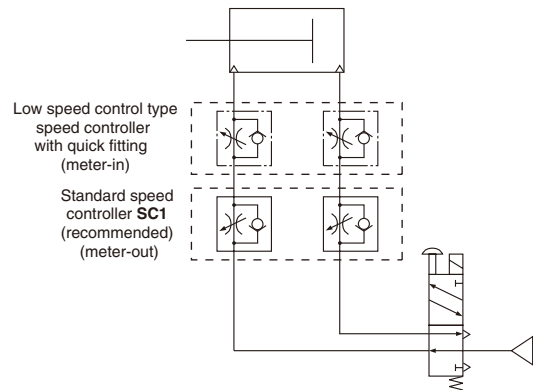 Low speed control type
speed controller
with quick fitting
(meter-in)
Standard speed
controller SC1
(recommended)
(meter-out)